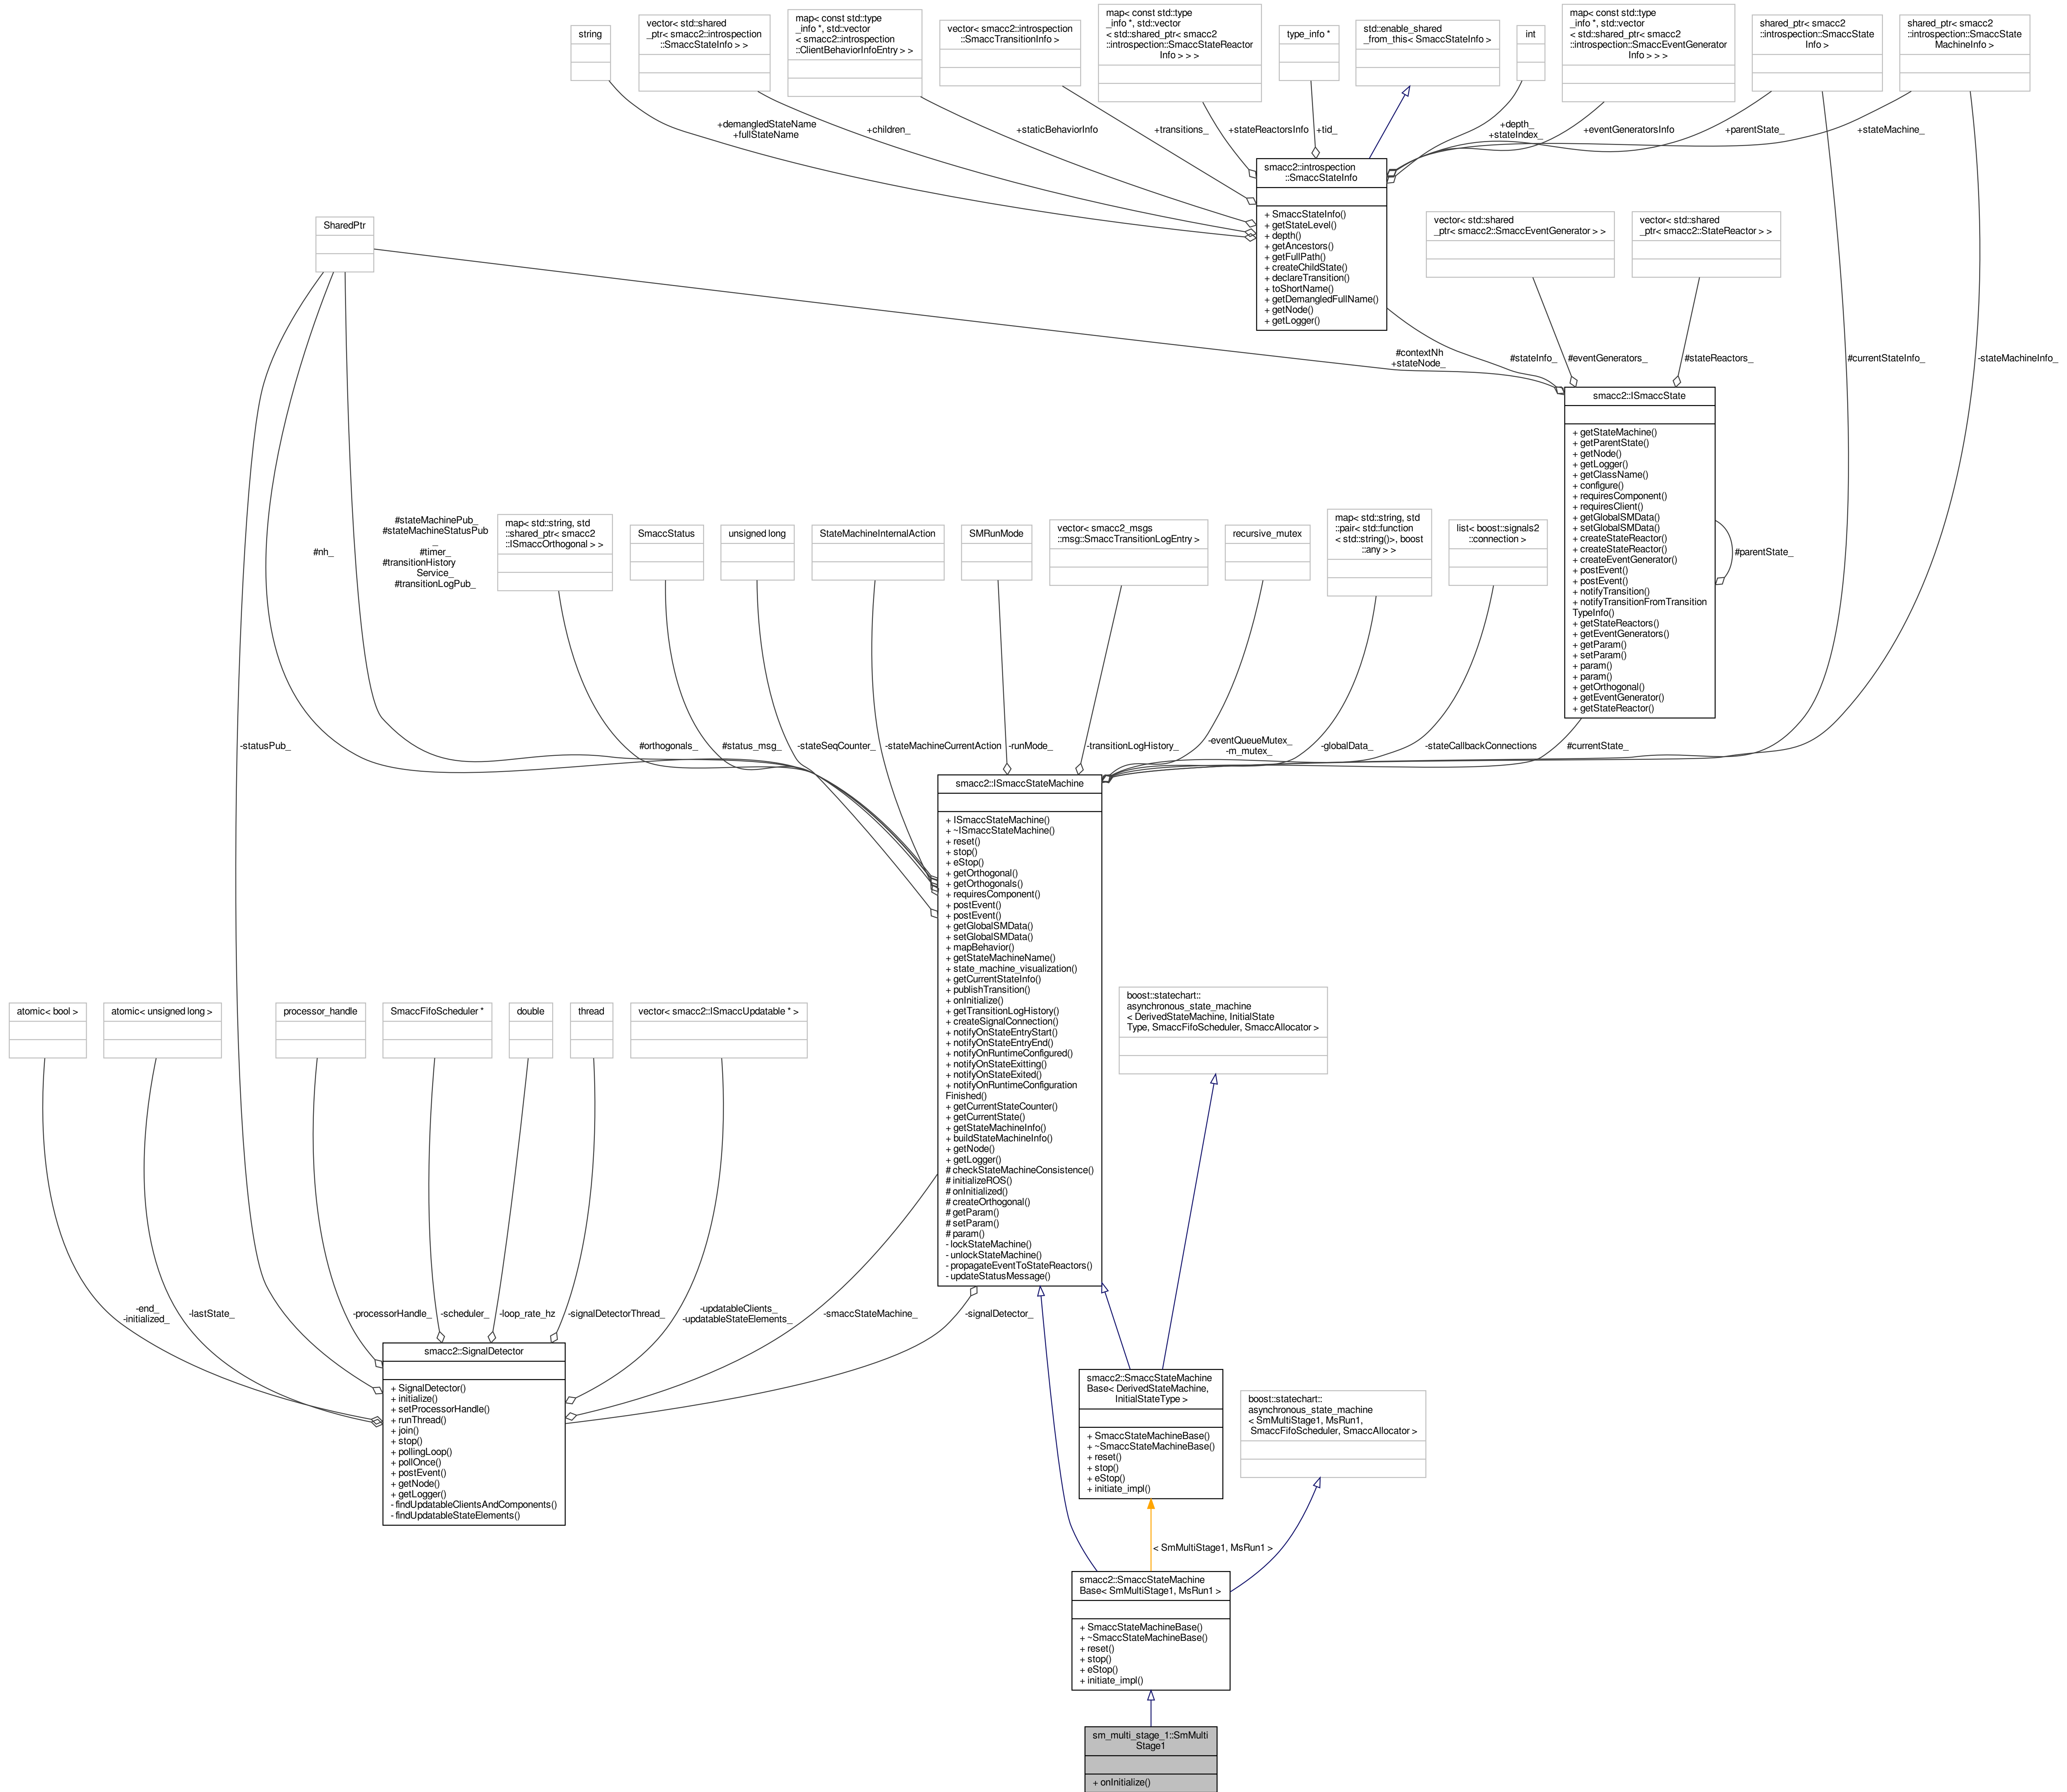 string
vector< std::shared
_ptr< smacc2::introspection
::SmaccStateInfo > >
map< const std::type
_info *, std::vector
< smacc2::introspection
::ClientBehaviorInfoEntry > >
vector< smacc2::introspection
::SmaccTransitionInfo >
map< const std::type
_info *, std::vector
< std::shared_ptr< smacc2
::introspection::SmaccStateReactor
Info > > >
type_info *
std::enable_shared
_from_this< SmaccStateInfo >
int
map< const std::type
_info *, std::vector
< std::shared_ptr< smacc2
::introspection::SmaccEventGenerator
Info > > >
shared_ptr< smacc2
::introspection::SmaccState
Info >
shared_ptr< smacc2
::introspection::SmaccState
MachineInfo >
+demangledStateName
+fullStateName
+children_
+staticBehaviorInfo
+transitions_
+stateReactorsInfo
+tid_
+depth_
+stateIndex_
+eventGeneratorsInfo
+parentState_
+stateMachine_
smacc2::introspection
::SmaccStateInfo
+ SmaccStateInfo()
+ getStateLevel()
+ depth()
+ getAncestors()
+ getFullPath()
+ createChildState()
+ declareTransition()
+ toShortName()
+ getDemangledFullName()
+ getNode()
+ getLogger()
SharedPtr
vector< std::shared
_ptr< smacc2::SmaccEventGenerator > >
vector< std::shared
_ptr< smacc2::StateReactor > >
#contextNh
+stateNode_
#stateInfo_
#eventGenerators_
#stateReactors_
#currentStateInfo_
-stateMachineInfo_
smacc2::ISmaccState
+ getStateMachine()
+ getParentState()
+ getNode()
+ getLogger()
+ getClassName()
+ configure()
+ requiresComponent()
+ requiresClient()
+ getGlobalSMData()
+ setGlobalSMData()
+ createStateReactor()
+ createStateReactor()
+ createEventGenerator()
+ postEvent()
+ postEvent()
+ notifyTransition()
+ notifyTransitionFromTransition
TypeInfo()
+ getStateReactors()
+ getEventGenerators()
+ getParam()
+ setParam()
+ param()
+ param()
+ getOrthogonal()
+ getEventGenerator()
+ getStateReactor()
#parentState_
#nh_
#stateMachinePub_
#stateMachineStatusPub
_
#timer_
#transitionHistory
Service_
#transitionLogPub_
map< std::string, std
::shared_ptr< smacc2
::ISmaccOrthogonal > >
SmaccStatus
unsigned long
StateMachineInternalAction
SMRunMode
vector< smacc2_msgs
::msg::SmaccTransitionLogEntry >
recursive_mutex
map< std::string, std
::pair< std::function
< std::string()>, boost
::any > >
list< boost::signals2
::connection >
-statusPub_
#orthogonals_
#status_msg_
-stateSeqCounter_
-stateMachineCurrentAction
-runMode_
-transitionLogHistory_
-eventQueueMutex_
-m_mutex_
-globalData_
-stateCallbackConnections
#currentState_
smacc2::ISmaccStateMachine
+ ISmaccStateMachine()
+ ~ISmaccStateMachine()
+ reset()
+ stop()
+ eStop()
+ getOrthogonal()
+ getOrthogonals()
+ requiresComponent()
+ postEvent()
+ postEvent()
+ getGlobalSMData()
+ setGlobalSMData()
+ mapBehavior()
+ getStateMachineName()
+ state_machine_visualization()
+ getCurrentStateInfo()
+ publishTransition()
+ onInitialize()
+ getTransitionLogHistory()
+ createSignalConnection()
+ notifyOnStateEntryStart()
+ notifyOnStateEntryEnd()
+ notifyOnRuntimeConfigured()
+ notifyOnStateExitting()
+ notifyOnStateExited()
+ notifyOnRuntimeConfiguration
Finished()
+ getCurrentStateCounter()
+ getCurrentState()
+ getStateMachineInfo()
+ buildStateMachineInfo()
+ getNode()
+ getLogger()
# checkStateMachineConsistence()
# initializeROS()
# onInitialized()
# createOrthogonal()
# getParam()
# setParam()
# param()
- lockStateMachine()
- unlockStateMachine()
- propagateEventToStateReactors()
- updateStatusMessage()
atomic< bool >
atomic< unsigned long >
processor_handle
SmaccFifoScheduler *
double
thread
vector< smacc2::ISmaccUpdatable * >
boost::statechart::
asynchronous_state_machine
< DerivedStateMachine, InitialState
Type, SmaccFifoScheduler, SmaccAllocator >
-end_
-initialized_
-lastState_
-processorHandle_
-scheduler_
-loop_rate_hz
-signalDetectorThread_
-updatableClients_
-updatableStateElements_
-smaccStateMachine_
-signalDetector_
smacc2::SignalDetector
+ SignalDetector()
+ initialize()
+ setProcessorHandle()
+ runThread()
+ join()
+ stop()
+ pollingLoop()
+ pollOnce()
+ postEvent()
+ getNode()
+ getLogger()
- findUpdatableClientsAndComponents()
- findUpdatableStateElements()
smacc2::SmaccStateMachine
Base< DerivedStateMachine,
InitialStateType >
+ SmaccStateMachineBase()
+ ~SmaccStateMachineBase()
+ reset()
+ stop()
+ eStop()
+ initiate_impl()
boost::statechart::
asynchronous_state_machine
< SmMultiStage1, MsRun1,
SmaccFifoScheduler, SmaccAllocator >
< SmMultiStage1, MsRun1 >
smacc2::SmaccStateMachine
Base< SmMultiStage1, MsRun1 >
+ SmaccStateMachineBase()
+ ~SmaccStateMachineBase()
+ reset()
+ stop()
+ eStop()
+ initiate_impl()
sm_multi_stage_1::SmMulti
Stage1
+ onInitialize()